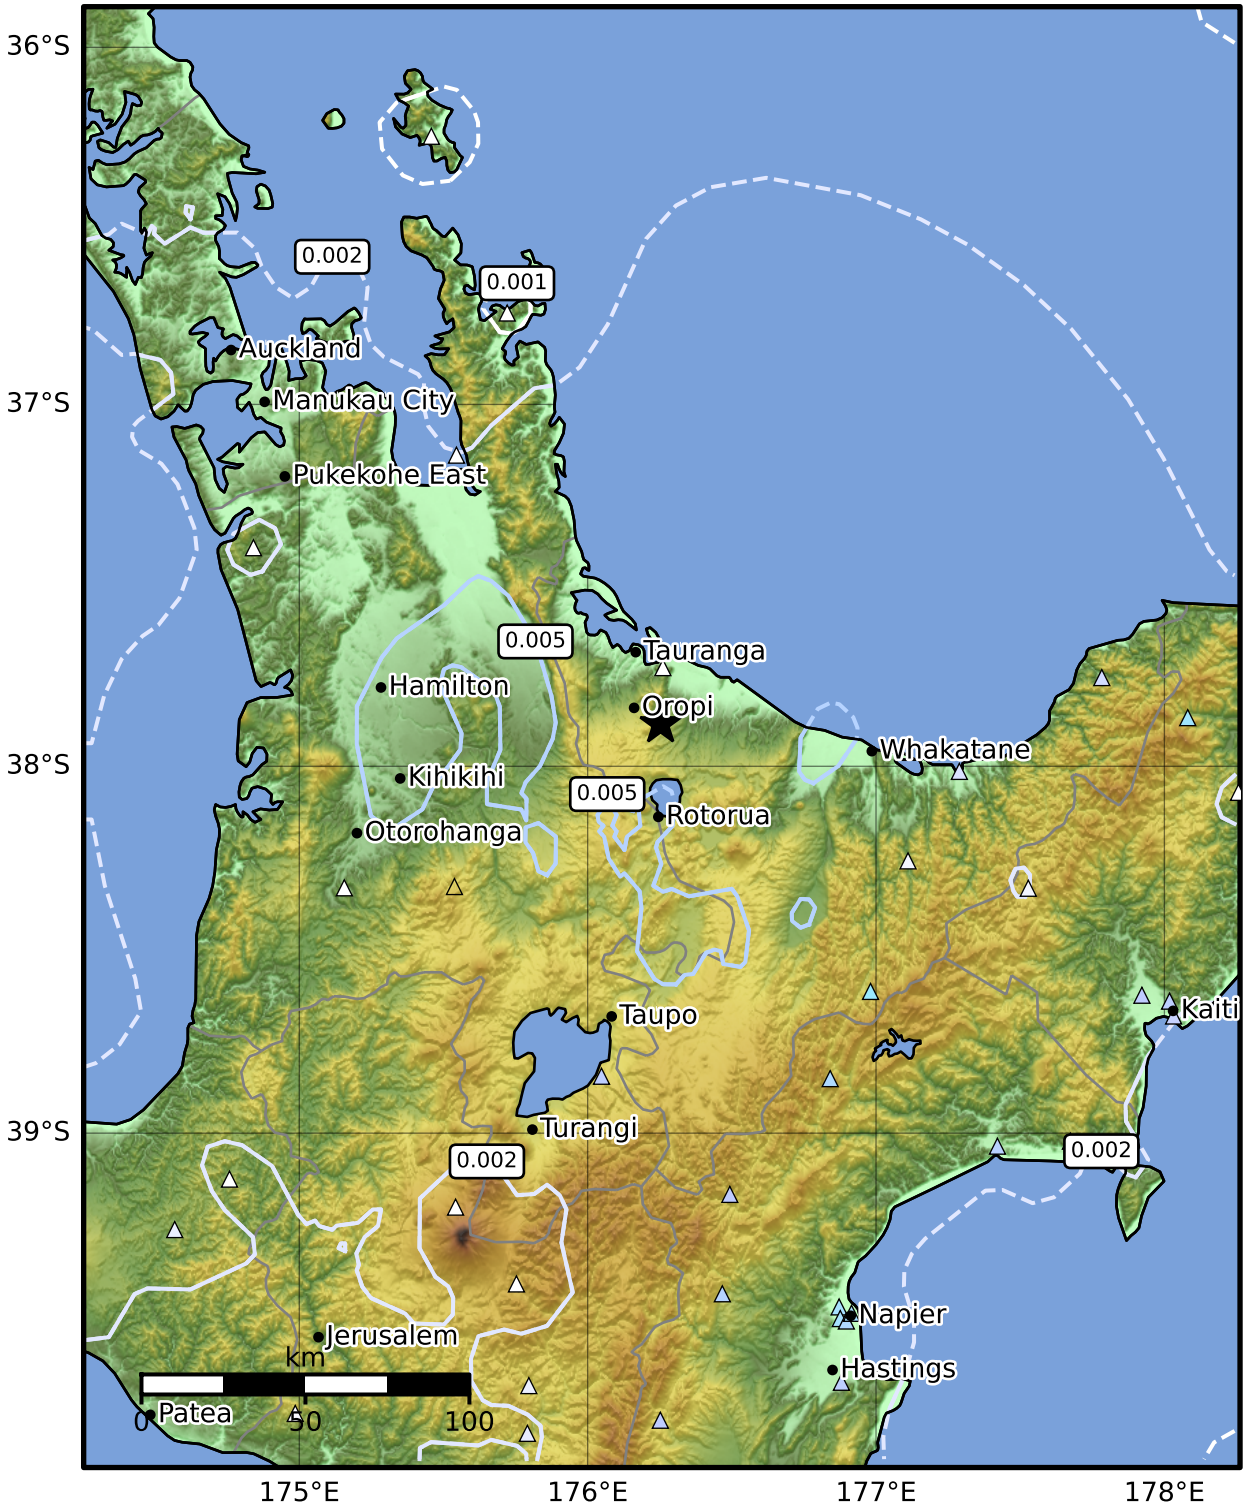 36°S
0.002
0.001
Auckland
37°S
Manukau City
Pukekohe East
0.005
Tauranga
Hamilton
Oropi
Whakatane
38°S
Kihikihi
0.005
Rotorua
Otorohanga
Kaiti
Taupo
39°S
Turangi
0.002
0.002
Napier
Jerusalem
km
Hastings
Patea
0 50 100
175°E 176°E 177°E 178°E